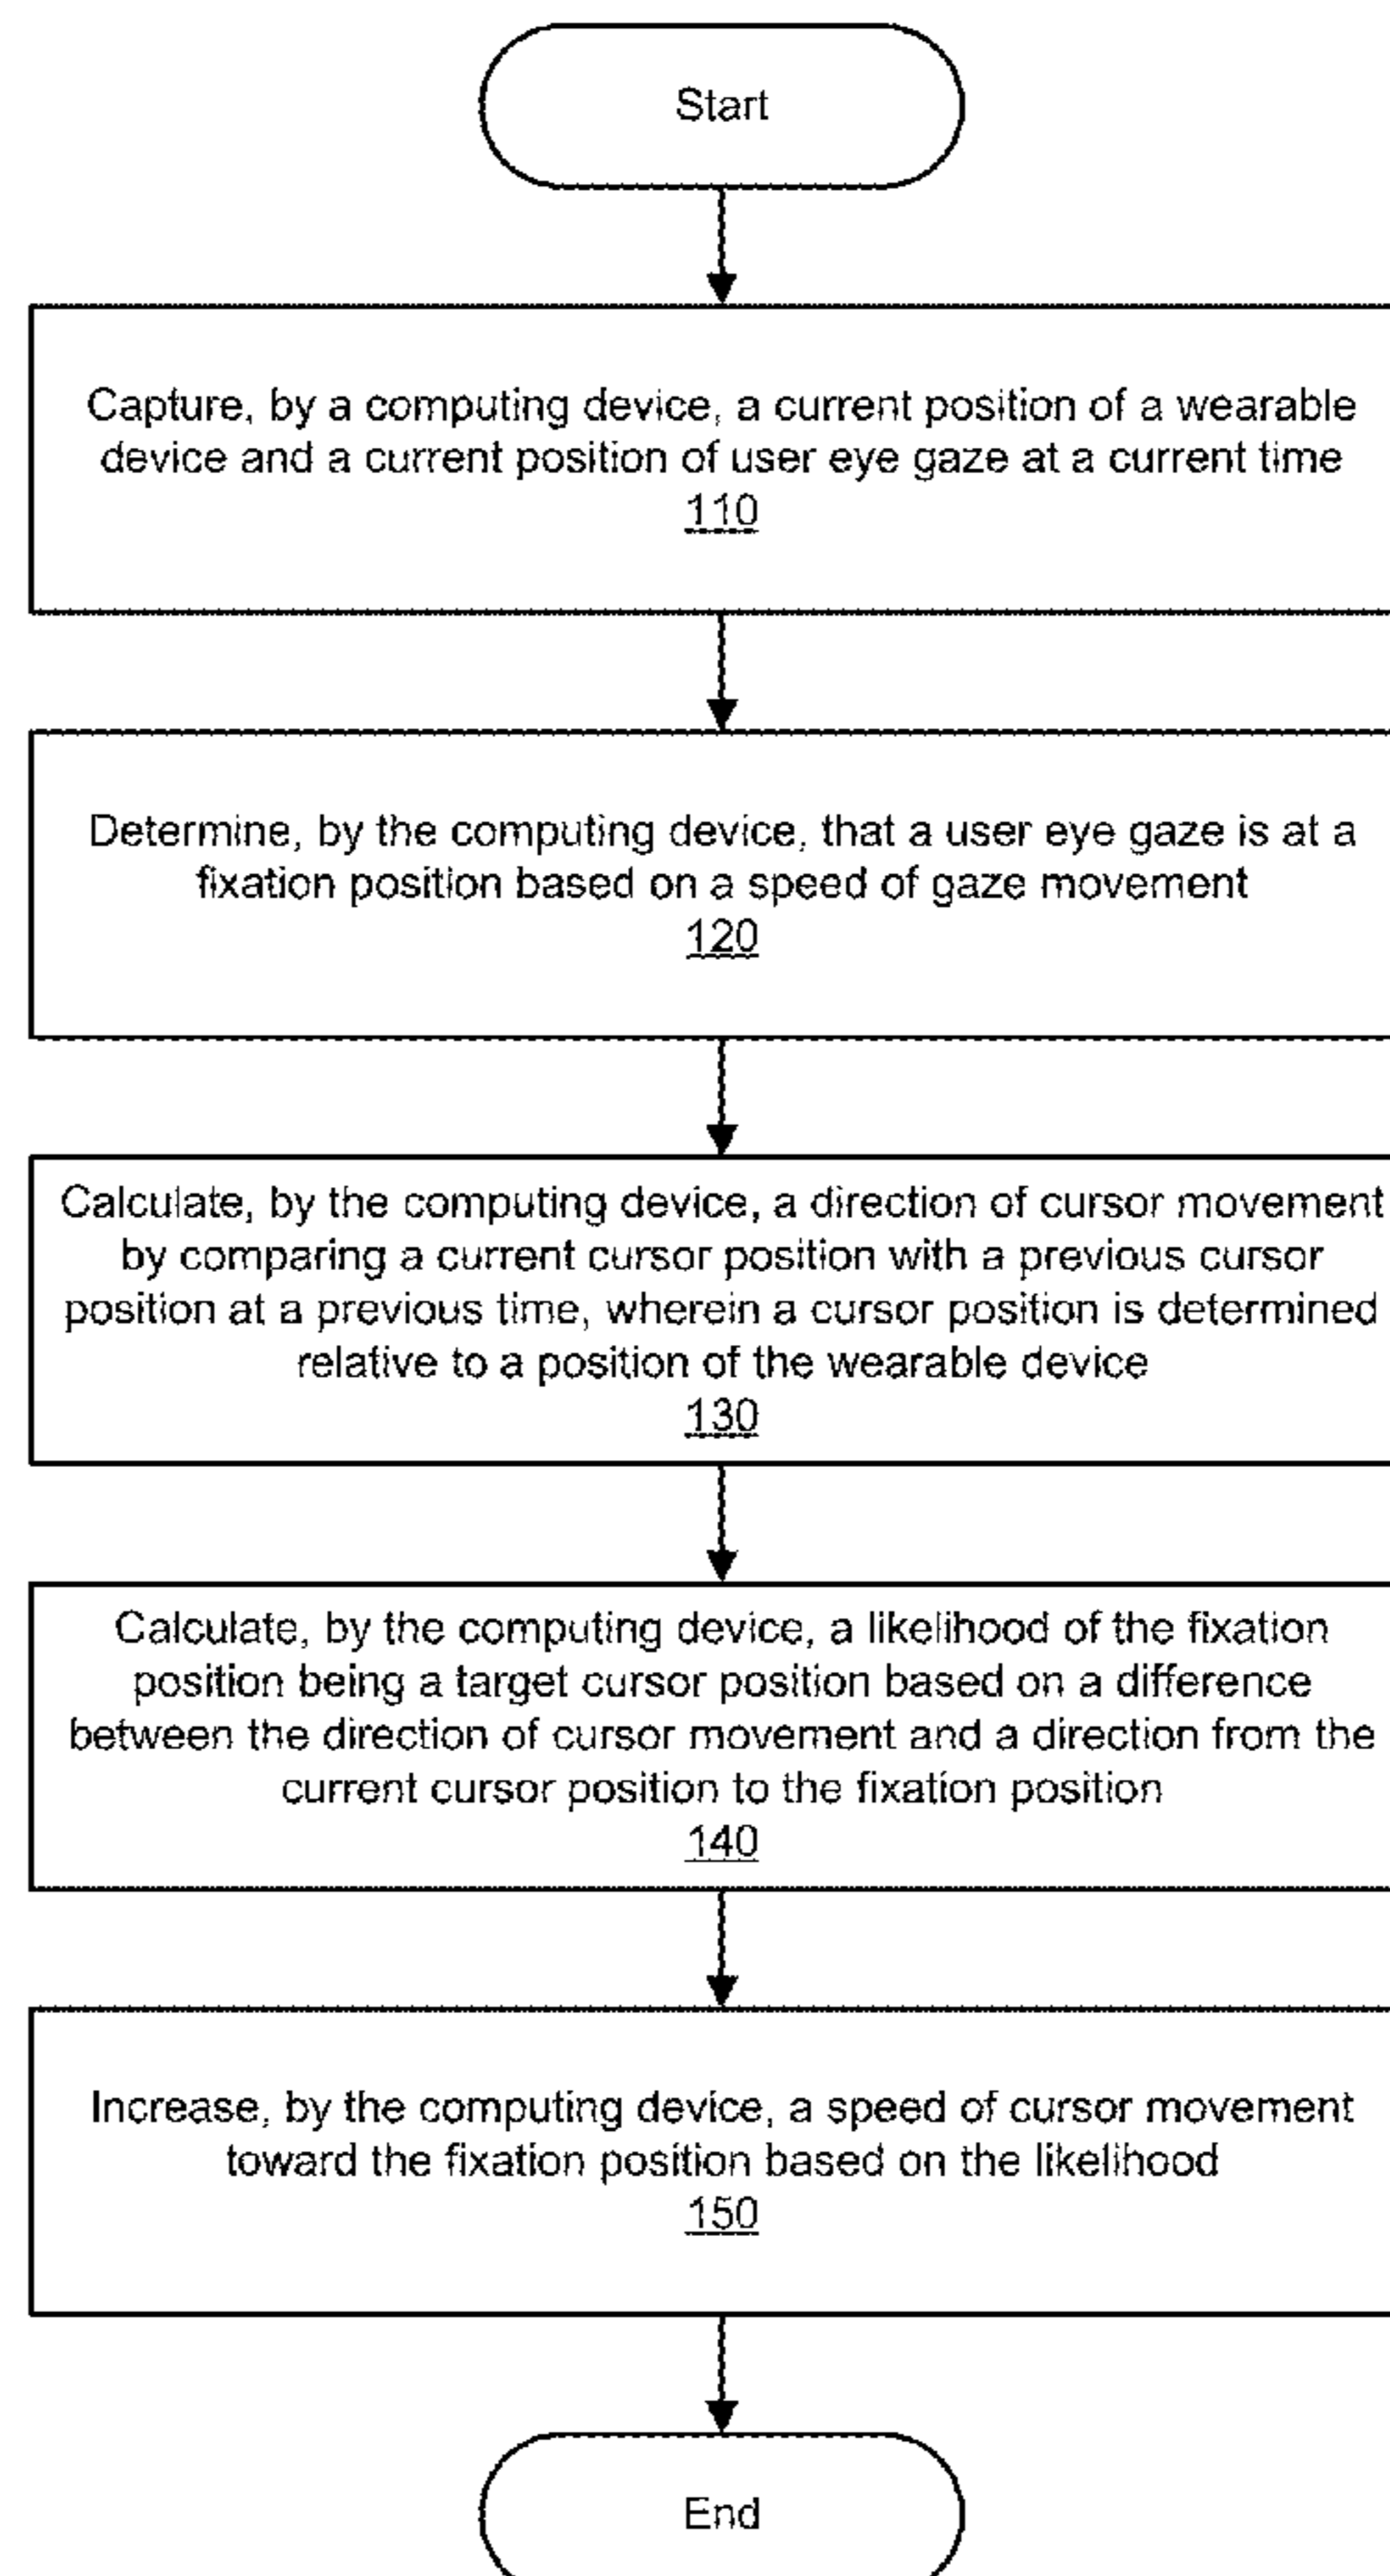 Start
Capture, by a computing device, a current position of a wearable
device and a current position of user eye gaze at a current time
110
Determine, by the computing device, that a user eye gaze is at a
fixation position based on a speed of gaze movement
120
Calculate, by the computing device, a direction of cursor movement
by comparing a current cursor position with a previous cursor
position at a previous time, wherein a cursor position is determined
relative to a position of the wearable device
130
Calculate, by the computing device, a likelihood of the fixation
position being a target cursor position based on a difference
between the direction of cursor movement and a direction from the
current cursor position to the fixation position
140
Increase, by the computing device, a speed of cursor movement
toward the fixation position based on the likelihood
150
End